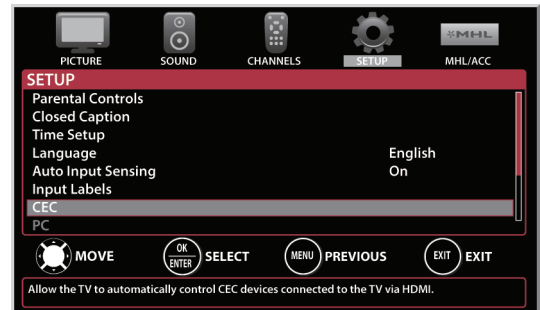 MHL
PICTURE SOUND CHANNELS SETUP MHL/ACC
SETUP
Parental Controls
Closed Caption
Time Setup
Language English
Auto Input Sensing On
Input Labels
CEC
PC
MOVE OK ENTER SELECT MENU PREVIOUS EXIT EXIT
Allow the TV to automatically control CEC devices connected to the TV via HDMI.